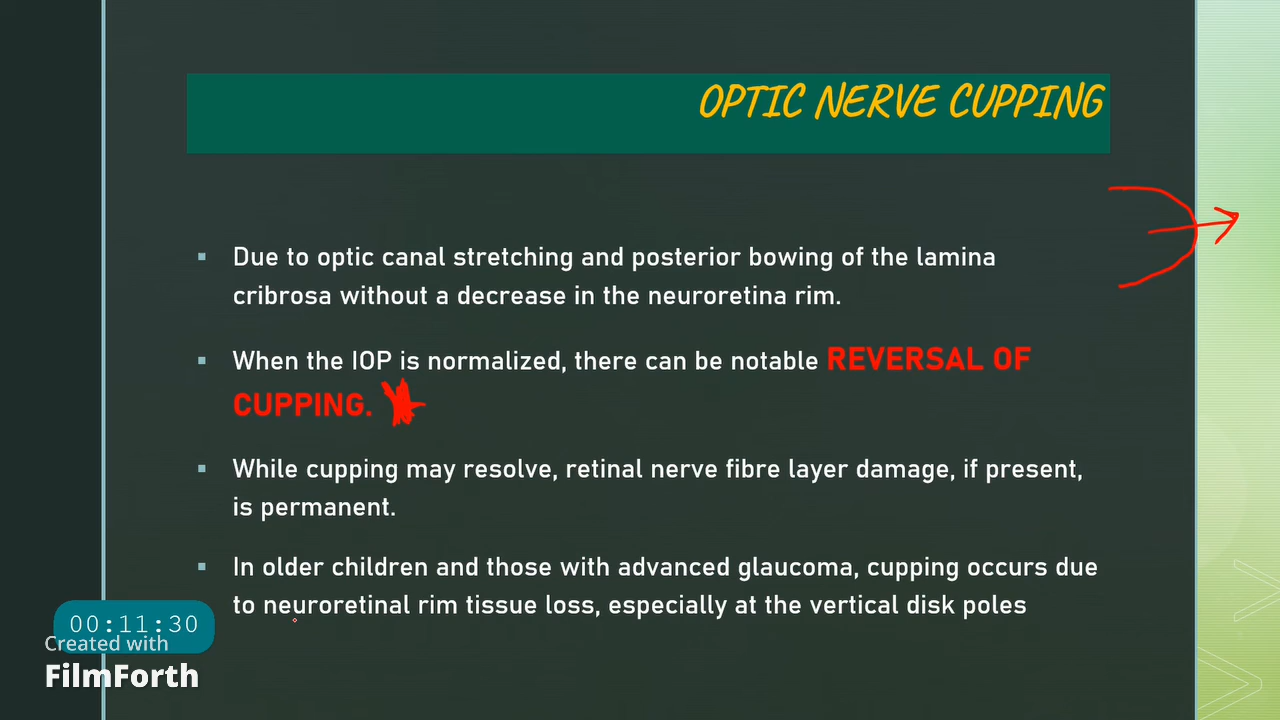 OPTIC NERVE CUPPING
▪ Due to optic canal stretching and posterior bowing of the lamina
cribrosa without a decrease in the neuroretina rim.
▪ When the IOP is normalized, there can be notable REVERSAL OF
CUPPING.
▪ While cupping may resolve, retinal nerve fibre layer damage, if present,
is permanent.
▪ In older children and those with advanced glaucoma, cupping occurs due
to neuroretinal rim tissue loss, especially at the vertical disk poles
00:11:30
Created with
FilmForth